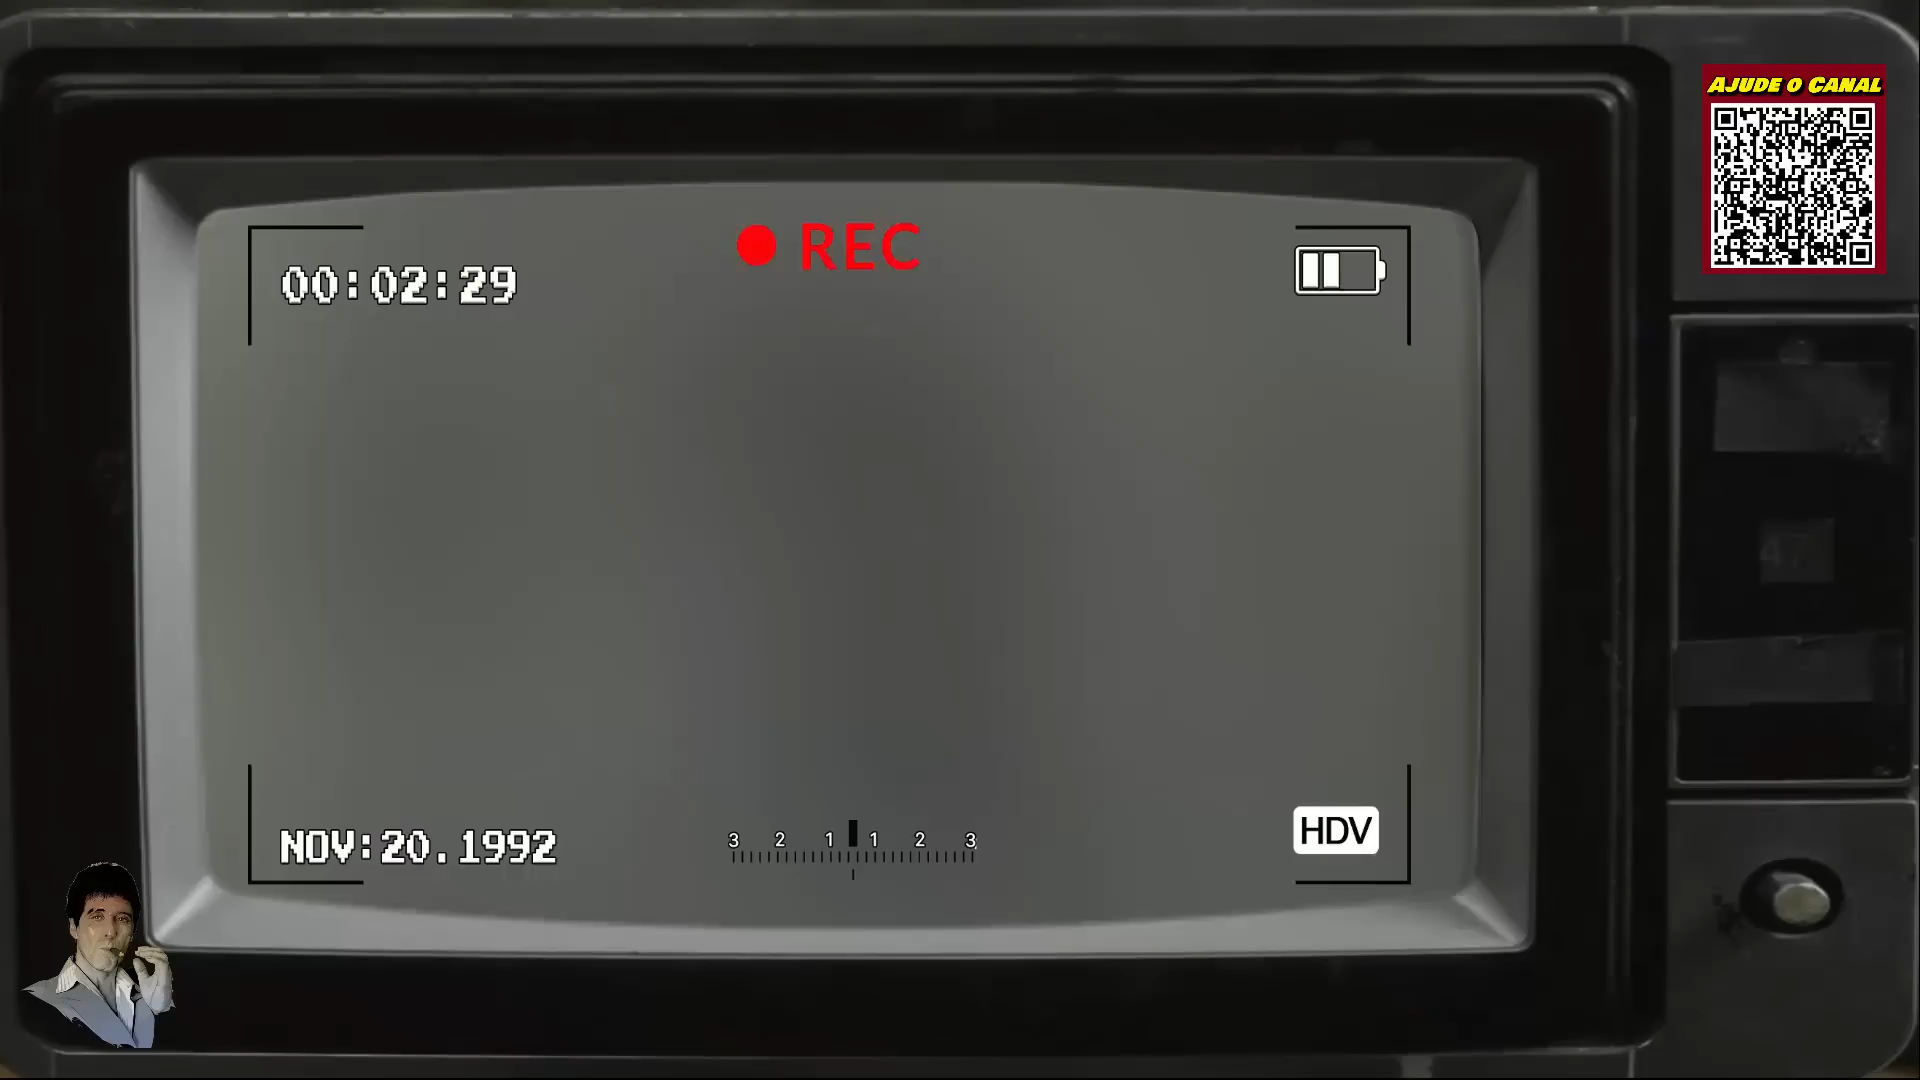 AJUDE O CANAL
REC
00:02:29
NOV:20.1992
3 2 1 1 2 3
HDV